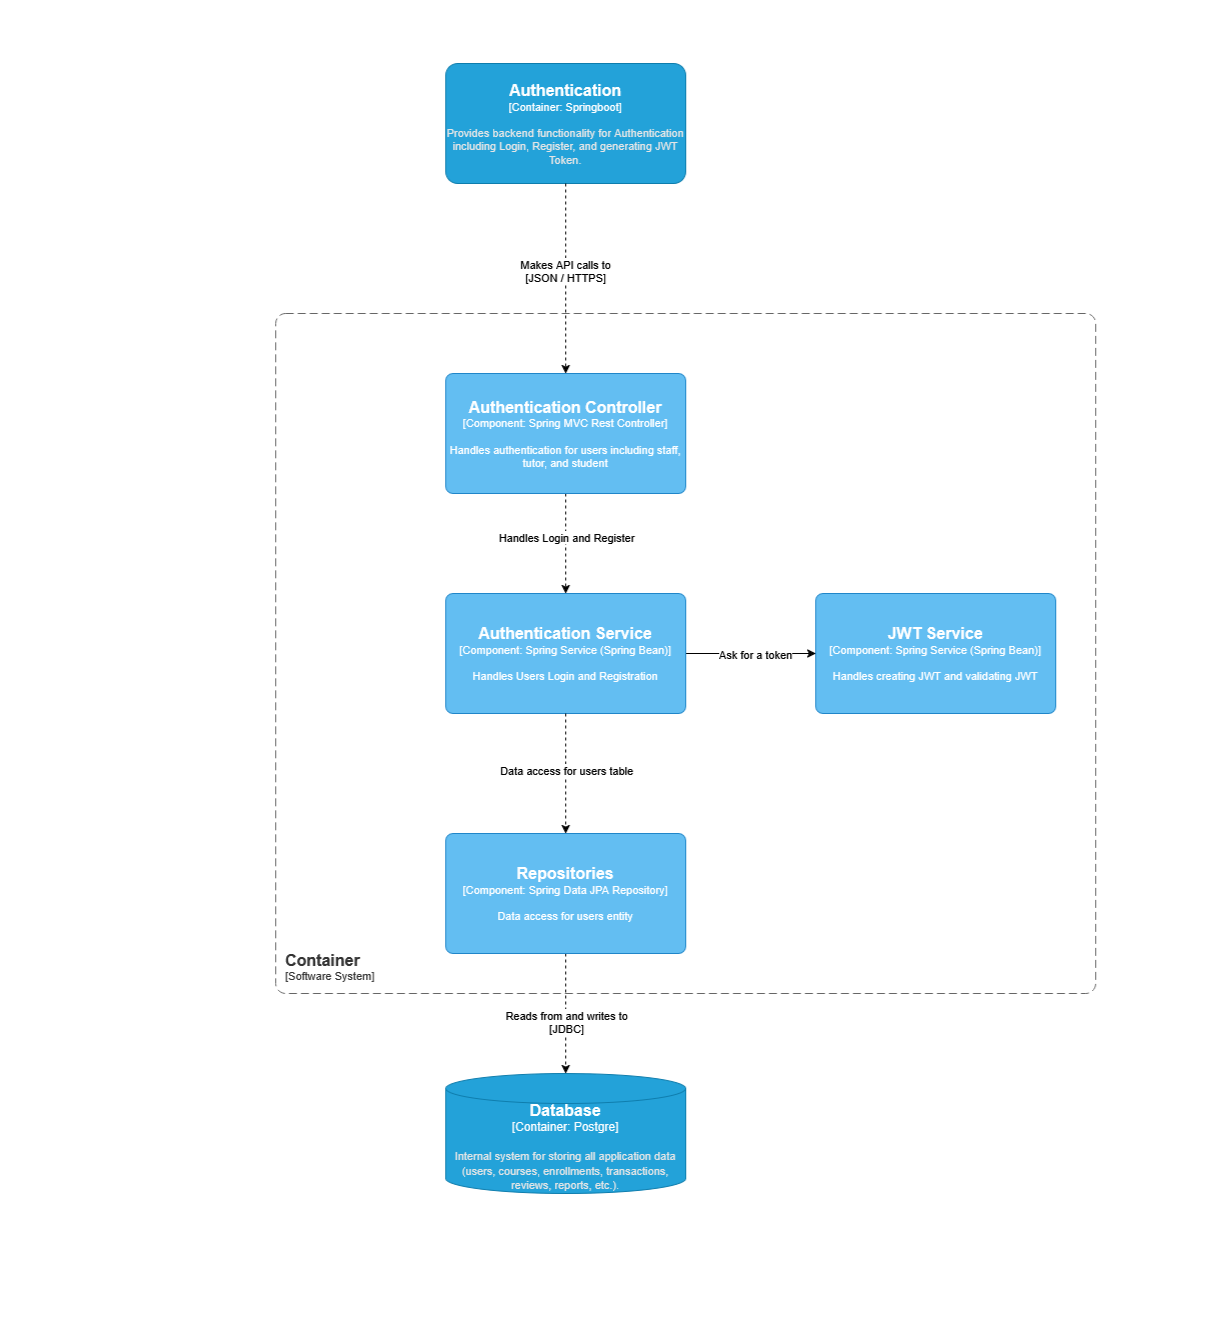 Authentication
[Container: Springboot]
Provides backend functionality for Authentication
including Login, Register, and generating JWT
Token.
Makes API calls to
[JSON / HTTPS]
Authentication Controller
[Component: Spring MVC Rest Controller]
Handles authentication for users including staff,
tutor, and student
Handles Login and Register
Authentication Service
[Component: Spring Service (Spring Bean)]
Handles Users Login and Registration
Ask for a token
JWT Service
[Component: Spring Service (Spring Bean)]
Handles creating JWT and validating JWT
Data access for users table
Repositories
[Component: Spring Data JPA Repository]
Data access for users entity
Container
[Software System]
Reads from and writes to
[JDBC]
Database
[Container: Postgre]
Internal system for storing all application data
(users, courses, enrollments, transactions,
reviews, reports, etc.).